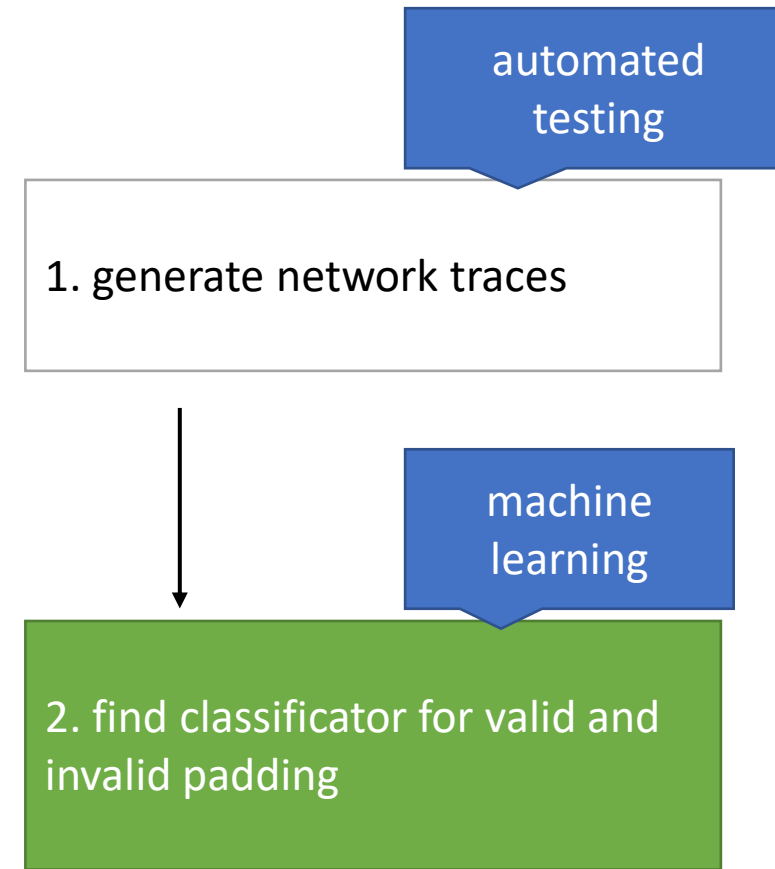 automated
testing
1. generate network traces
machine
learning
2. find classificator for valid and
invalid padding